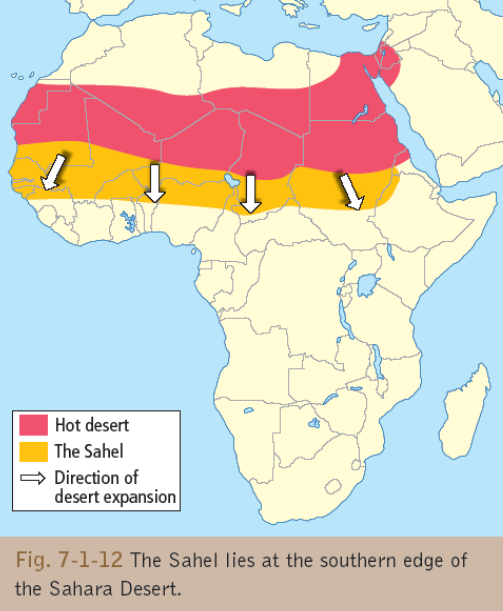 Hot desert
The Sahel
Direction of
desert expansion
Fig. 7-1-12 The Sahel lies at the southern edge of
the Sahara Desert.